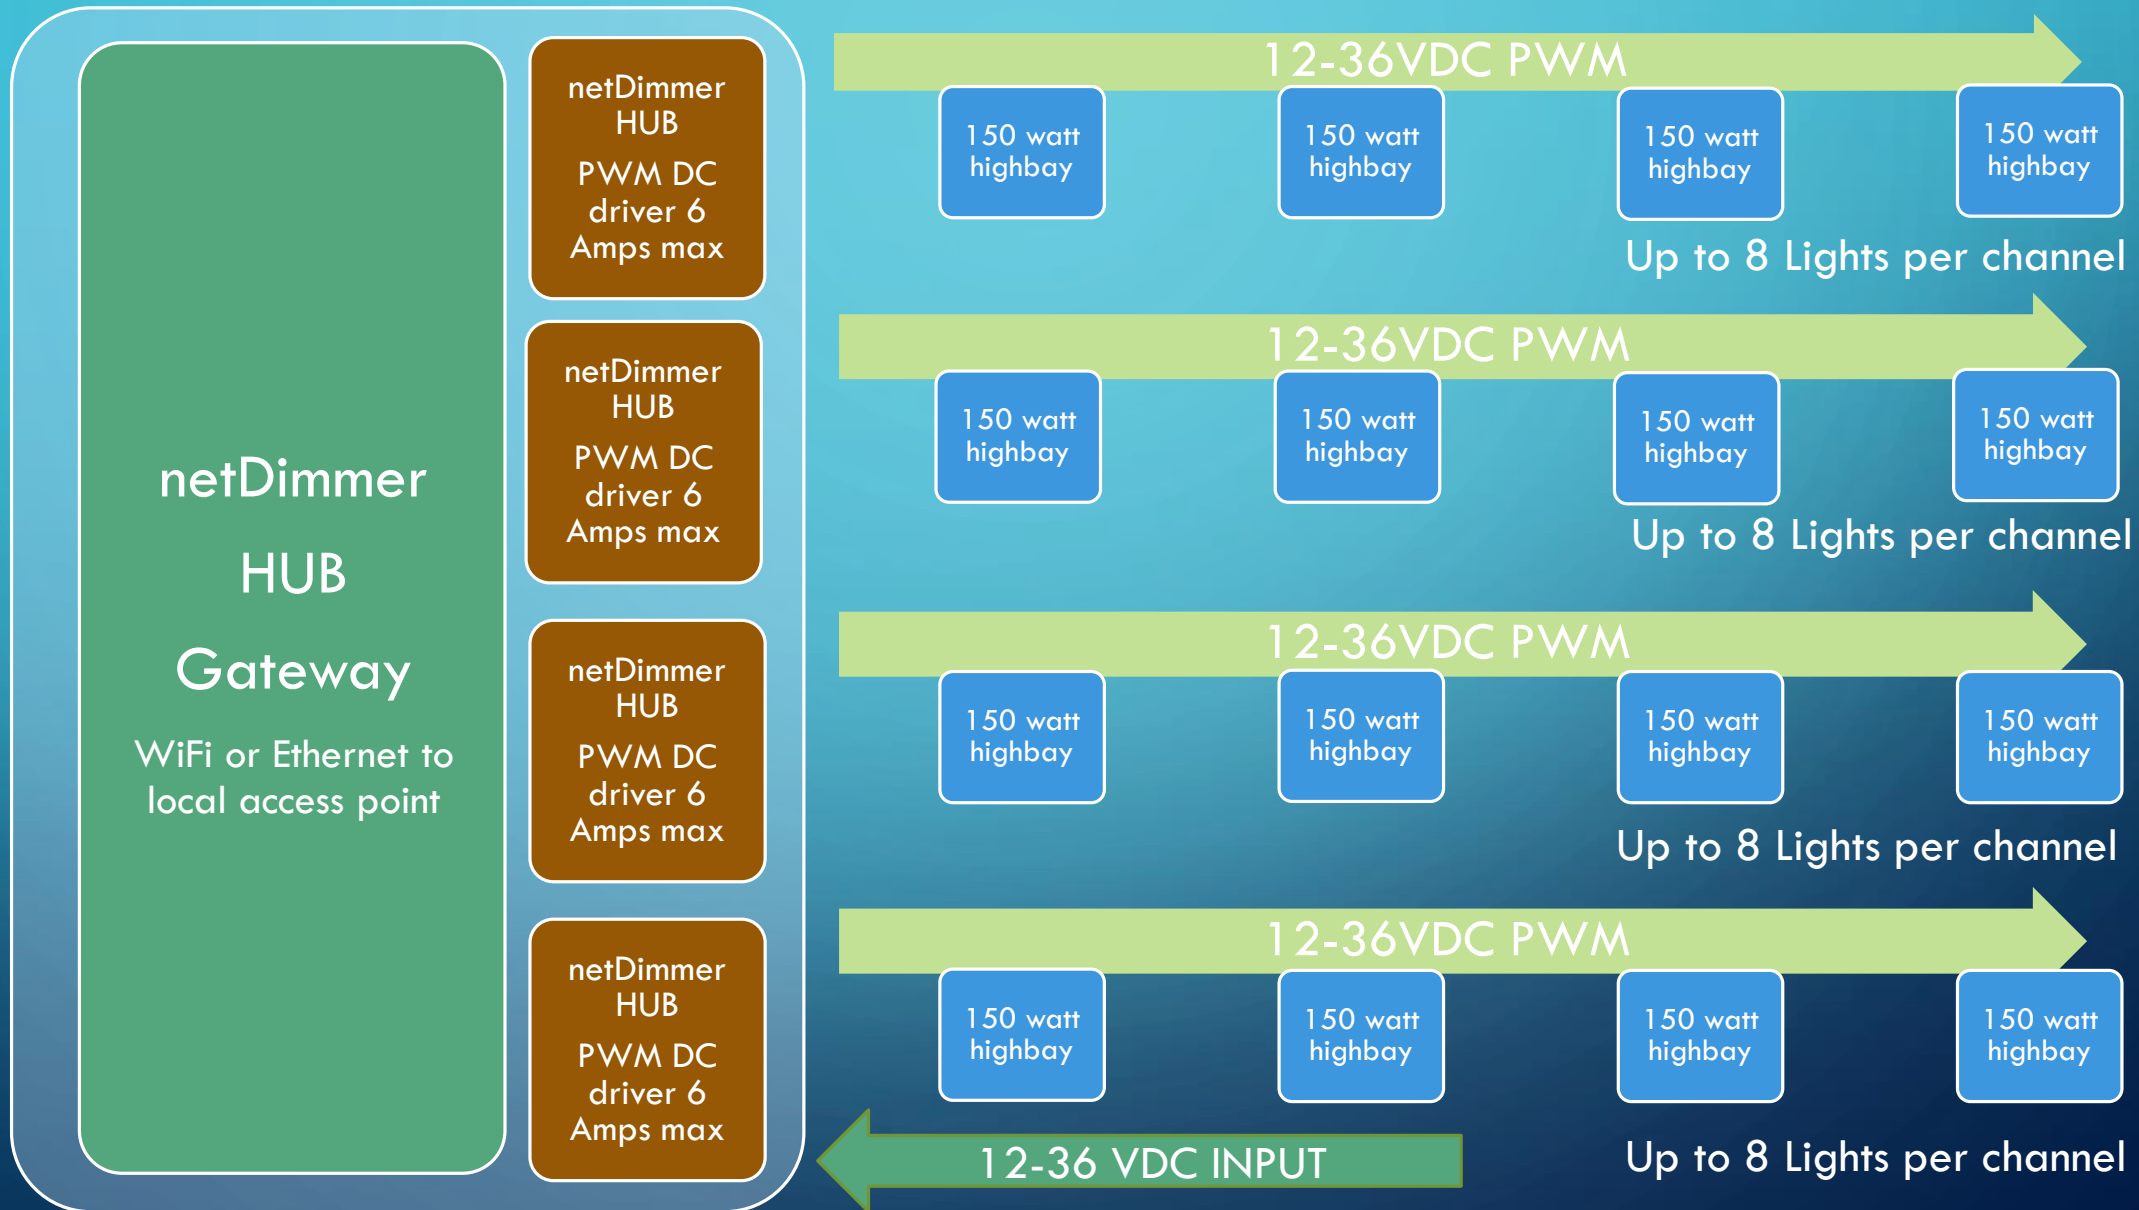 netDimmer
HUB
Gateway
WiFi or Ethernet to
local access point
netDimmer
HUB
PWM DC
driver 6
Amps max
12-36VDC PWM
150 watt
highbay
150 watt
highbay
150 watt
highbay
150 watt
highbay
Up to 8 Lights per channel
netDimmer
HUB
PWM DC
driver 6
Amps max
12-36VDC PWM
150 watt
highbay
150 watt
highbay
150 watt
highbay
150 watt
highbay
Up to 8 Lights per channel
netDimmer
HUB
PWM DC
driver 6
Amps max
12-36VDC PWM
150 watt
highbay
150 watt
highbay
150 watt
highbay
150 watt
highbay
Up to 8 Lights per channel
netDimmer
HUB
PWM DC
driver 6
Amps max
12-36VDC PWM
150 watt
highbay
150 watt
highbay
150 watt
highbay
150 watt
highbay
12-36 VDC INPUT
Up to 8 Lights per channel